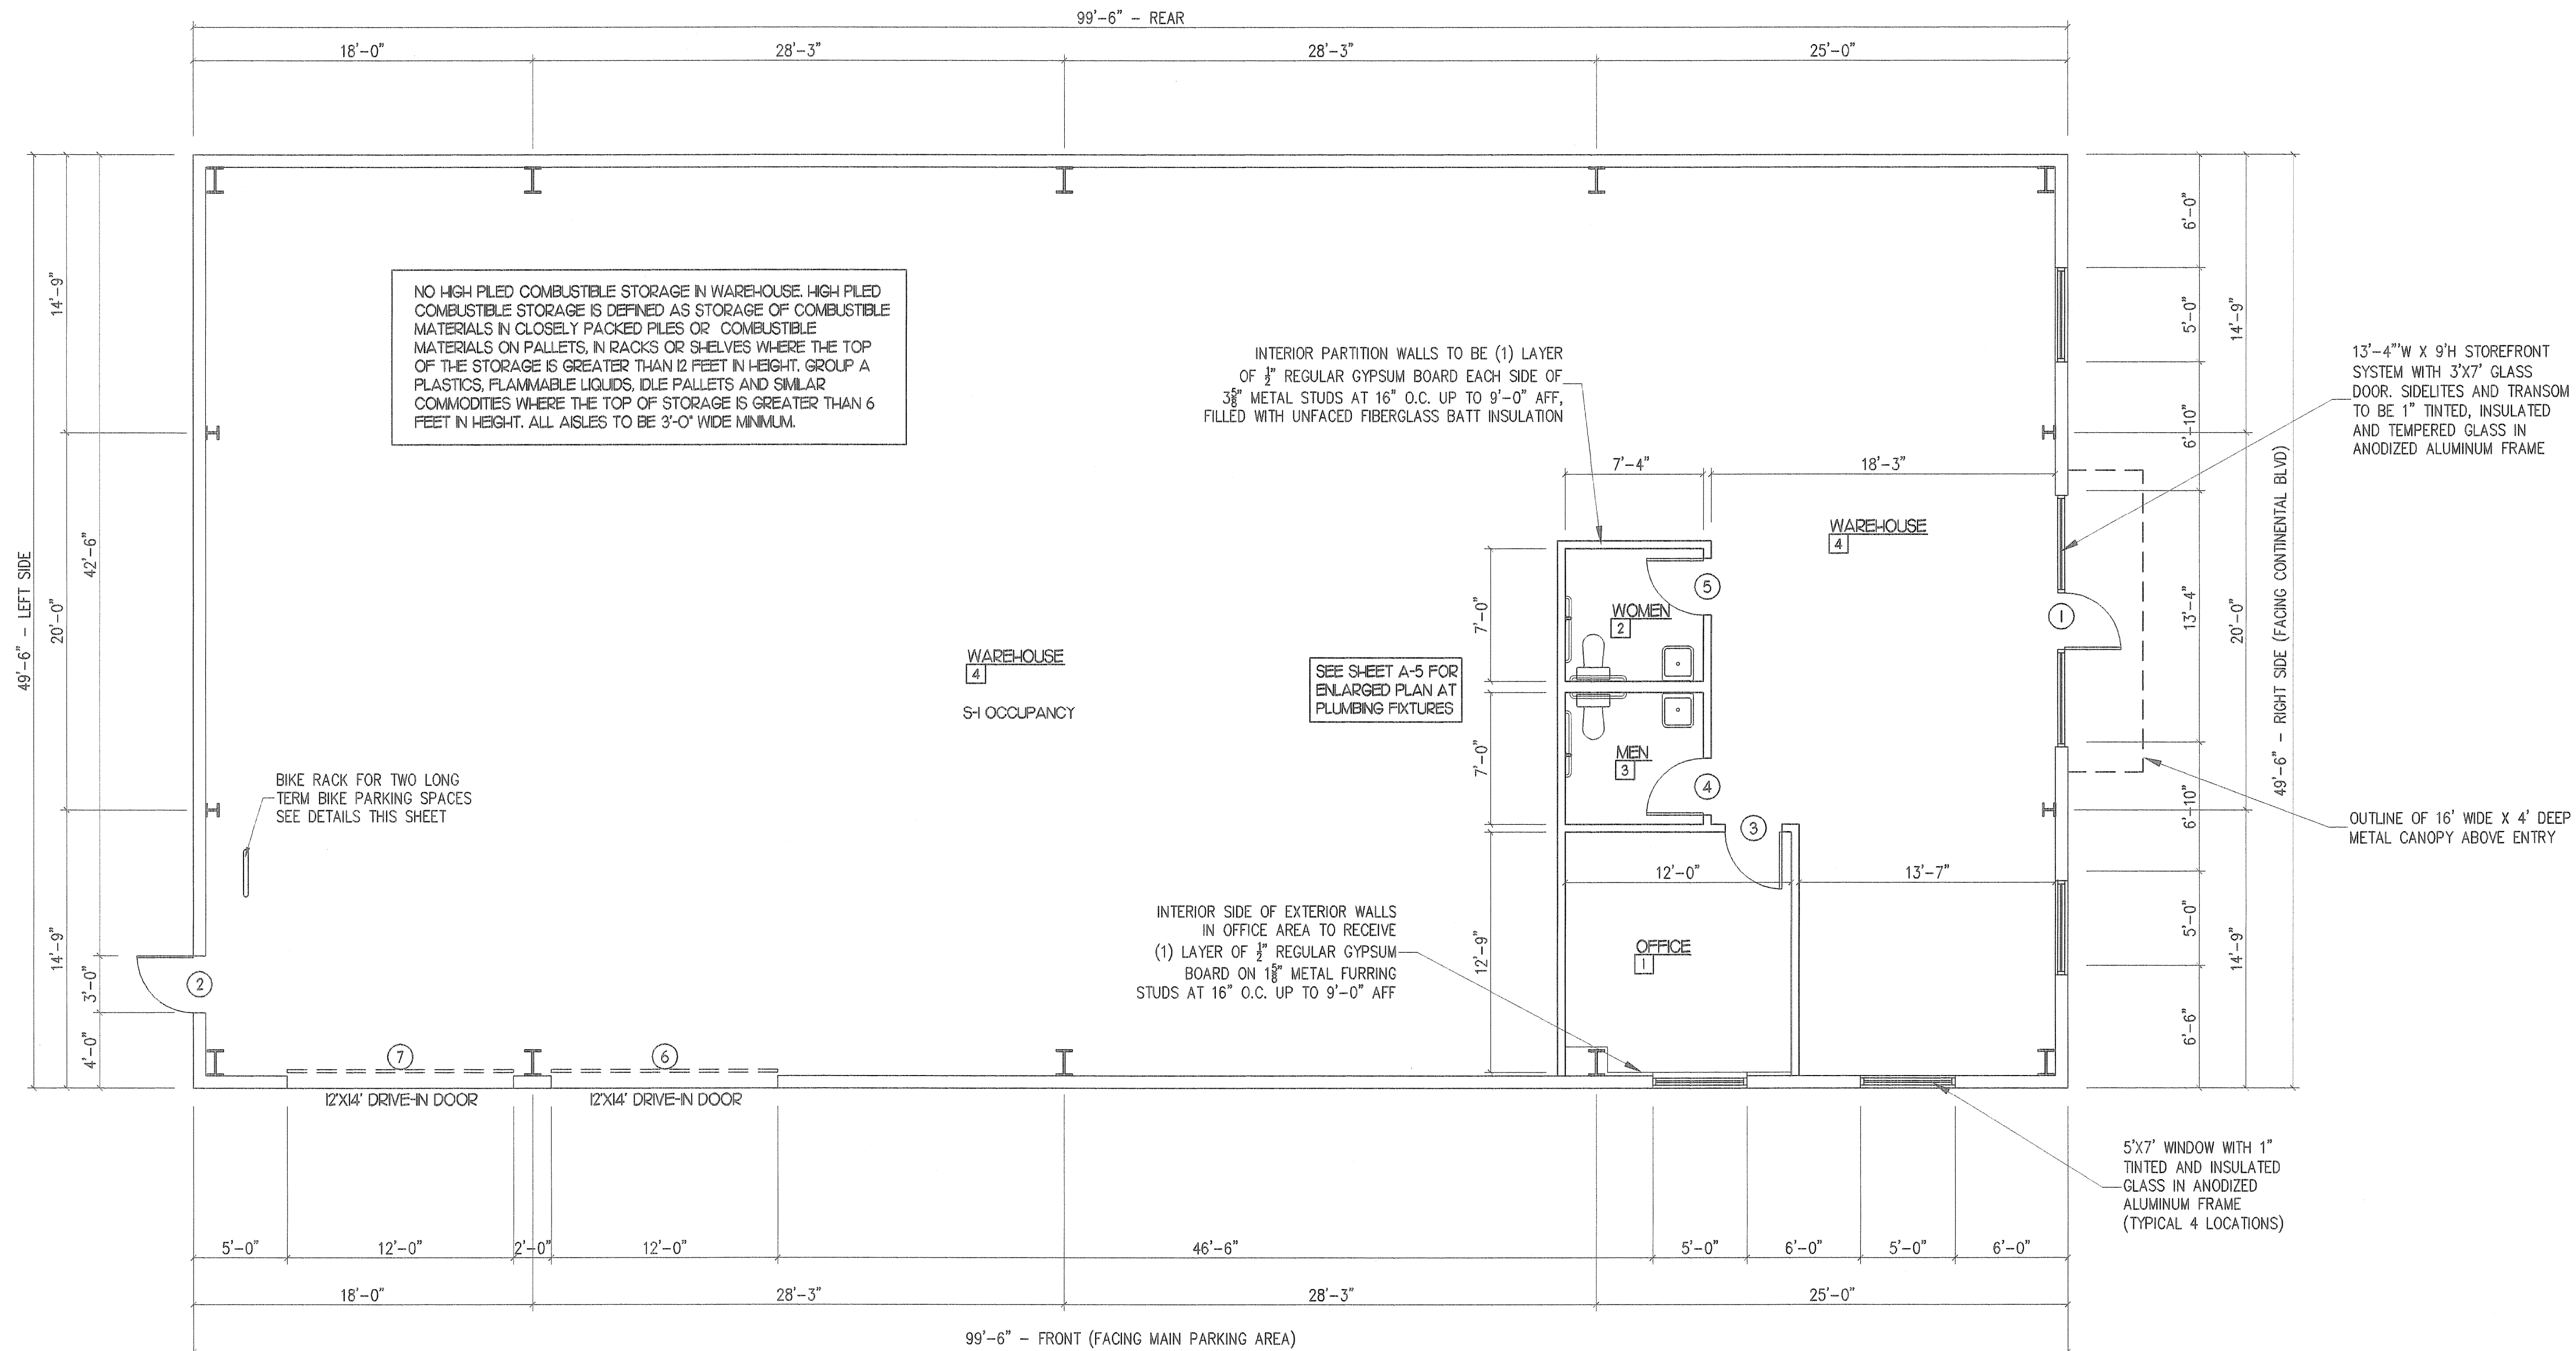 99'-6" - REAR
18'-0"
28'-3"
28'-3"
25'-0"
49'-6" - LEFT SIDE
14'-9"
20'-0"
14'-9"
42'-6"
3'-0"
4'-0"
NO HIGH PILED COMBUSTIBLE STORAGE IN WAREHOUSE. HIGH PILED
COMBUSTIBLE STORAGE IS DEFINED AS STORAGE OF COMBUSTIBLE
MATERIALS IN CLOSELY PACKED PILES OR COMBUSTIBLE
MATERIALS ON PALLETS, IN RACKS OR SHELVES WHERE THE TOP
OF THE STORAGE IS GREATER THAN 12 FEET IN HEIGHT. GROUP A
PLASTICS, FLAMMABLE LIQUIDS, IDLE PALLETS AND SIMILAR
COMMODITIES WHERE THE TOP OF STORAGE IS GREATER THAN 6
FEET IN HEIGHT. ALL AISLES TO BE 3'-0" WIDE MINIMUM.
INTERIOR PARTITION WALLS TO BE (1) LAYER
OF 1/2" REGULAR GYPSUM BOARD EACH SIDE OF
3 5/8" METAL STUDS AT 16" O.C. UP TO 9'-0" AFF,
FILLED WITH UNFACED FIBERGLASS BATT INSULATION
7'-4"
18'-3"
WAREHOUSE
4
WAREHOUSE
4
S-1 OCCUPANCY
SEE SHEET A-5 FOR
ENLARGED PLAN AT
PLUMBING FIXTURES
7'-0"
7'-0"
12'-9"
5
WOMEN
2
MEN
3
4
3
1
12'-0"
13'-7"
OFFICE
1
BIKE RACK FOR TWO LONG
TERM BIKE PARKING SPACES
SEE DETAILS THIS SHEET
INTERIOR SIDE OF EXTERIOR WALLS
IN OFFICE AREA TO RECEIVE
(1) LAYER OF 1/2" REGULAR GYPSUM
BOARD ON 1 5/8" METAL FURRING
STUDS AT 16" O.C. UP TO 9'-0" AFF
2
7
6
12'X14' DRIVE-IN DOOR
12'X14' DRIVE-IN DOOR
6'-0"
5'-0"
6'-10"
13'-4"
6'-10"
5'-0"
6'-6"
14'-9"
20'-0"
14'-9"
49'-6" - RIGHT SIDE (FACING CONTINENTAL BLVD)
13'-4"'W X 9'H STOREFRONT
SYSTEM WITH 3'X7' GLASS
DOOR. SIDELITES AND TRANSOM
TO BE 1" TINTED, INSULATED
AND TEMPERED GLASS IN
ANODIZED ALUMINUM FRAME
OUTLINE OF 16' WIDE X 4' DEEP
METAL CANOPY ABOVE ENTRY
5'X7' WINDOW WITH 1"
TINTED AND INSULATED
GLASS IN ANODIZED
ALUMINUM FRAME
(TYPICAL 4 LOCATIONS)
5'-0"
12'-0"
2'-0"
12'-0"
46'-6"
5'-0"
6'-0"
5'-0"
6'-0"
18'-0"
28'-3"
28'-3"
25'-0"
99'-6" - FRONT (FACING MAIN PARKING AREA)